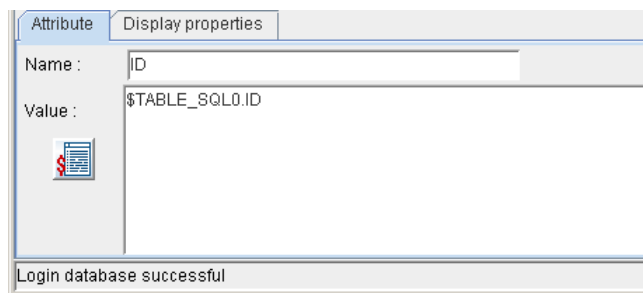 Attribute Display properties
Name : ID
Value : $TABLE_SQL0.ID
$
Login database successful